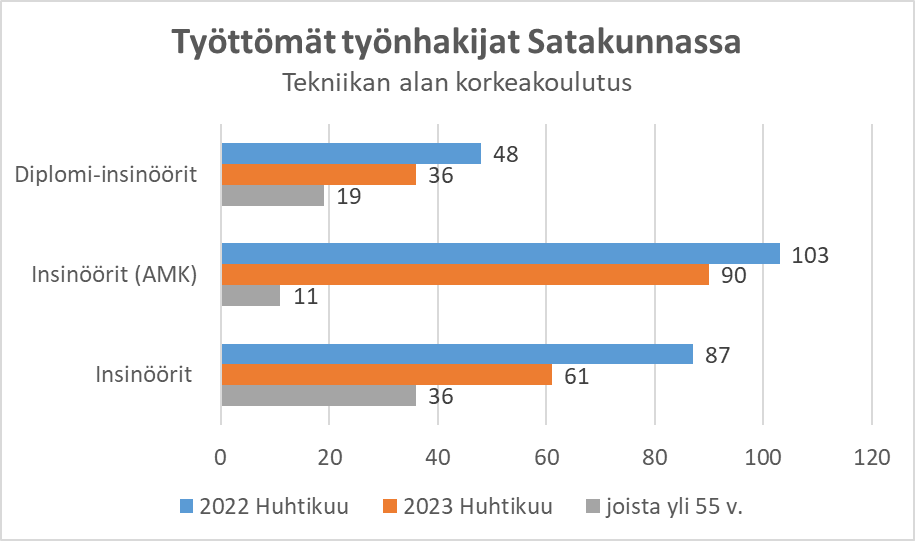 Työttömät työnhakijat Satakunnassa
Tekniikan alan korkeakoulutus
Diplomi-insinöörit
48
36
19
Insinöörit (AMK)
103
90
11
Insinöörit
87
61
36
0 20 40 60 80 100 120
2022 Huhtikuu 2023 Huhtikuu joista yli 55 v.